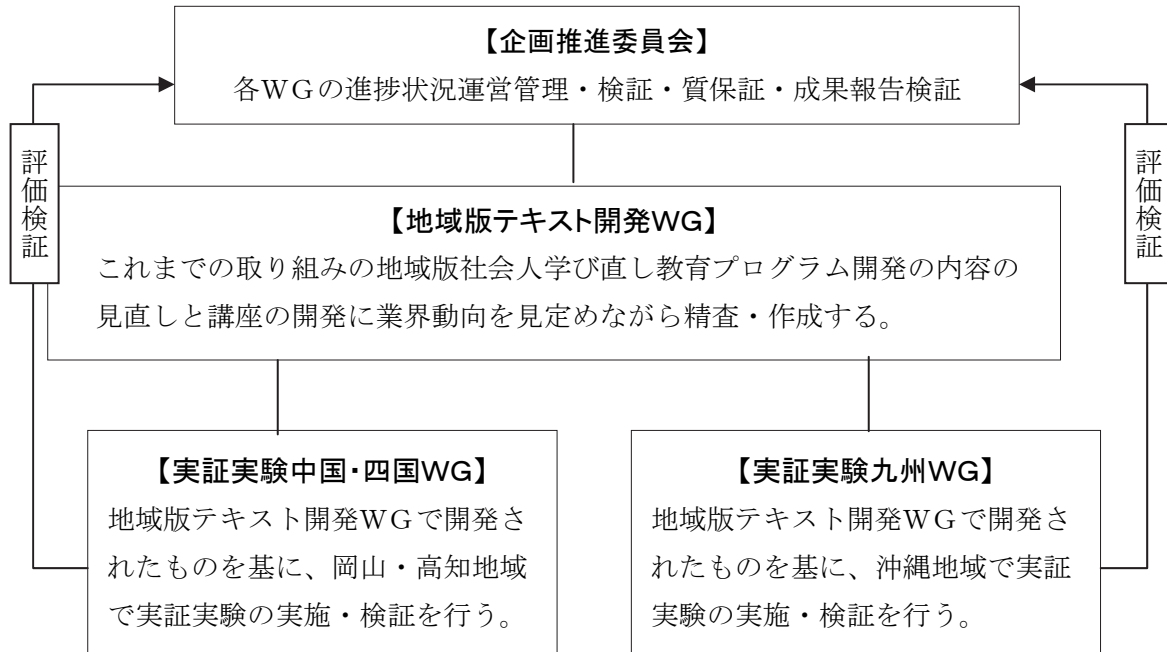 【企画推進委員会】
各ＷＧの進捗状況運営管理・検証・質保証・成果報告検証
評価検証
評価検証
【地域版テキスト開発WG】
これまでの取り組みの地域版社会人学び直し教育プログラム開発の内容の
見直しと講座の開発に業界動向を見定めながら精査・作成する。
【実証実験中国・四国WG】
地域版テキスト開発ＷＧで開発さ
れたものを基に、岡山・高知地域
で実証実験の実施・検証を行う。
【実証実験九州WG】
地域版テキスト開発ＷＧで開発さ
れたものを基に、沖縄地域で実証
実験の実施・検証を行う。